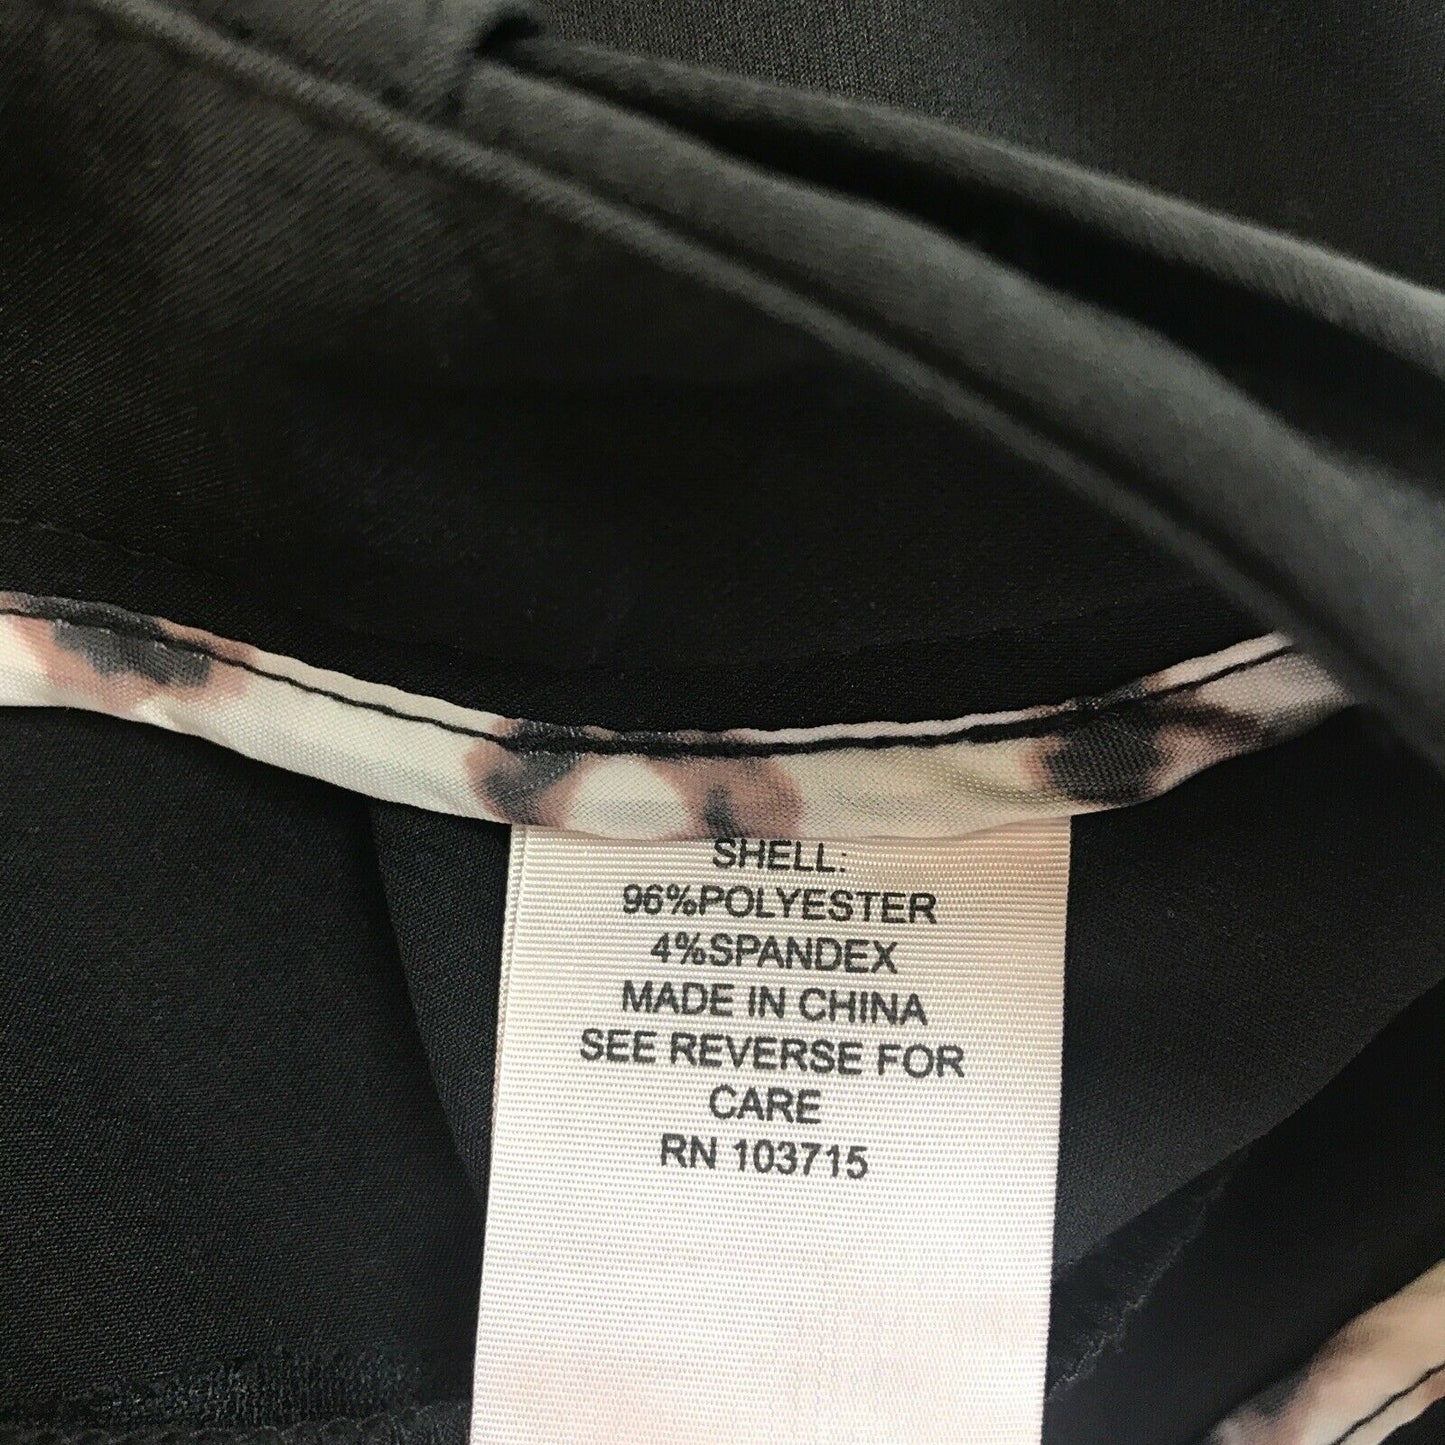 SHELL:
96%POLYESTER
4%SPANDEX
MADE IN CHINA
SEE REVERSE FOR
CARE
RN 103715